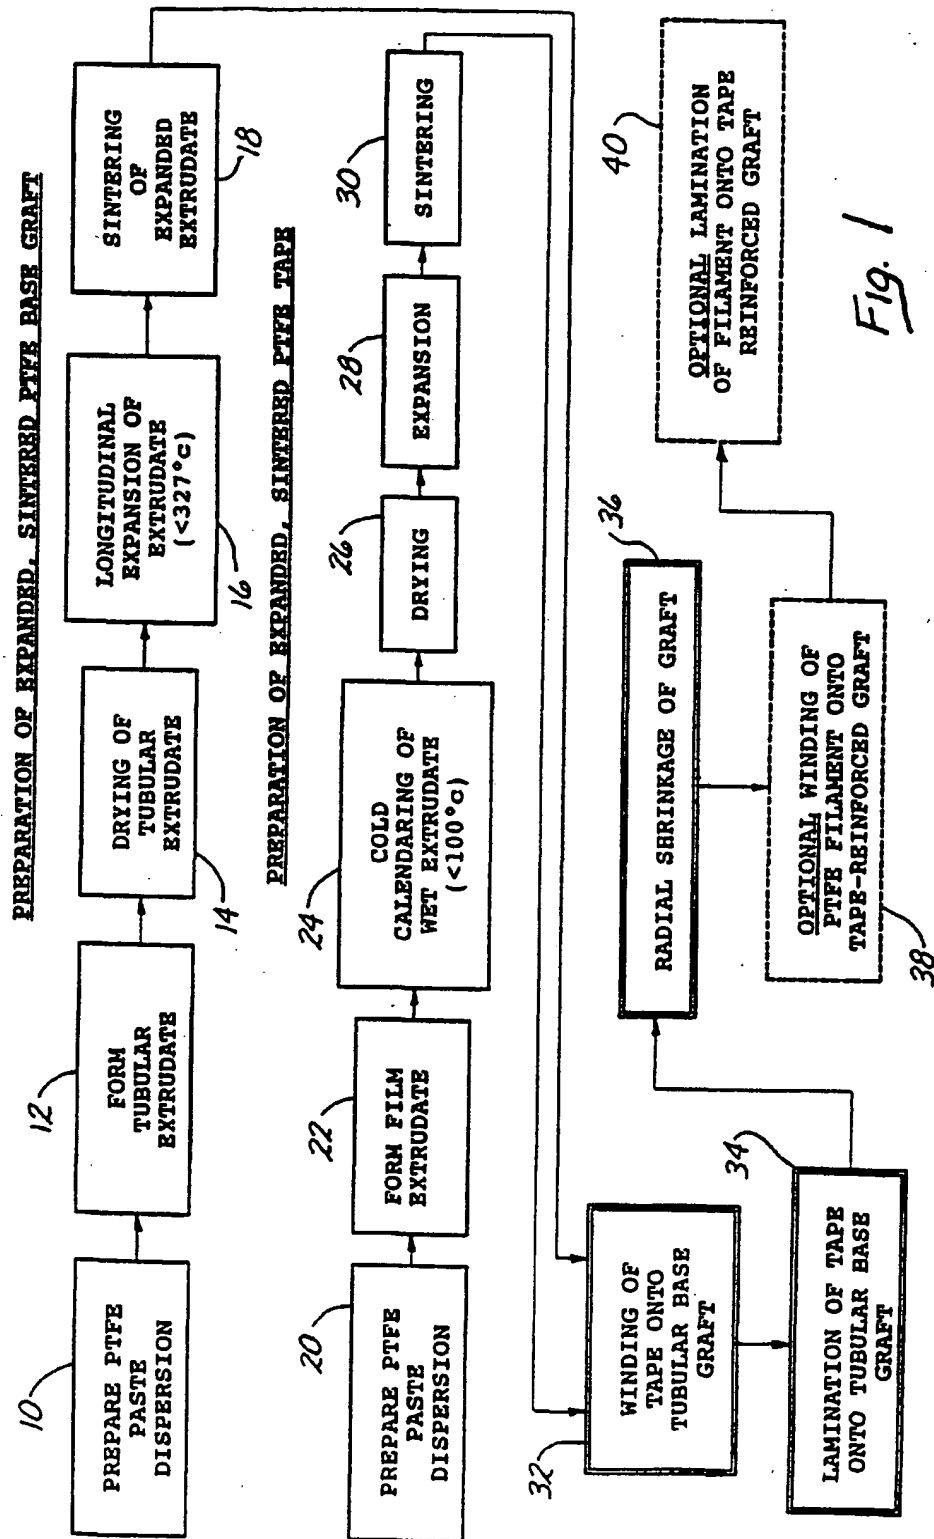 PREPARATION OF EXPANDED, SINTERED PTFE BASE GRAFT
10
PREPARE PTFE
PASTE
DISPERSION
12
FORM
TUBULAR
EXTRUDATE
14
DRYING OF
TUBULAR
EXTRUDATE
16
LONGITUDINAL
EXPANSION OF
EXTRUDATE
(<327°C)
18
SINTERING
OF
EXPANDED
EXTRUDATE
PREPARATION OF EXPANDED, SINTERED PTFE TAPE
20
PREPARE PTFE
PASTE
DISPERSION
22
FORM FILM
EXTRUDATE
24
COLD
CALENDARING OF
WET EXTRUDATE
(<100°C)
26
DRYING
28
EXPANSION
30
SINTERING
32
WINDING OF
TAPE ONTO
TUBULAR BASE
GRAFT
34
LAMINATION OF TAPE
ONTO TUBULAR BASE
GRAFT
36
RADIAL SHRINKAGE OF GRAFT
38
OPTIONAL WINDING OF
PTFE FILAMENT ONTO
TAPE-REINFORCED GRAFT
40
OPTIONAL LAMINATION
OF FILAMENT ONTO TAPE
REINFORCED GRAFT
Fig. 1